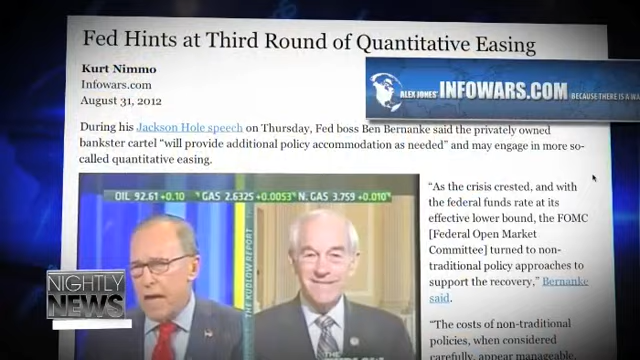 Fed Hints at Third Round of Quantitative Easing
Kurt Nimmo
Infowars.com
August 31, 2012
ALEX JONES' INFOWARS.COM BECAUSE THERE IS A WA
During his Jackson Hole speech on Thursday, Fed boss Ben Bernanke said the privately owned
bankster cartel “will provide additional policy accommodation as needed” and may engage in more so-
called quantitative easing.
OIL 92.61 +0.10 GAS 2.6325 +0.0053 N. GAS 3.759 +0.010
THE KUDLOW REPORT
“As the crisis crested, and with
the federal funds rate at its
effective lower bound, the FOMC
[Federal Open Market
Committee] turned to non-
traditional policy approaches to
support the recovery,” Bernanke
said.
“The costs of non-traditional
policies, when considered
carefully, appear manageable,
NIGHTLY
NEWS